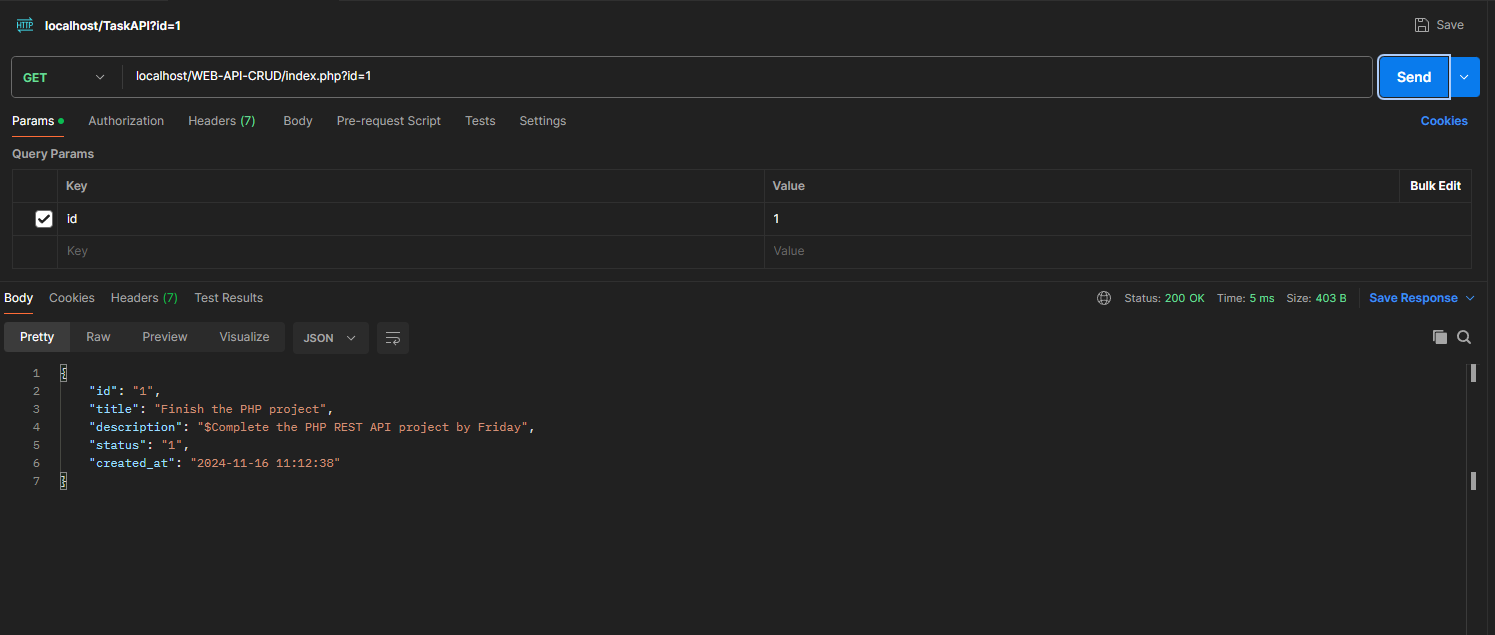 HTTP localhost/TaskAPI?id=1 Save
GET localhost/WEB-API-CRUD/index.php?id=1 Send
Params Authorization Headers (7) Body Pre-request Script Tests Settings Cookies
Query Params
Key Value Bulk Edit
id 1
Key Value
Body Cookies Headers (7) Test Results Status: 200 OK Time: 5 ms Size: 403 B Save Response
Pretty Raw Preview Visualize JSON
1 {
2 "id": "1",
3 "title": "Finish the PHP project",
4 "description": "$Complete the PHP REST API project by Friday",
5 "status": "1",
6 "created_at": "2024-11-16 11:12:38"
7 }